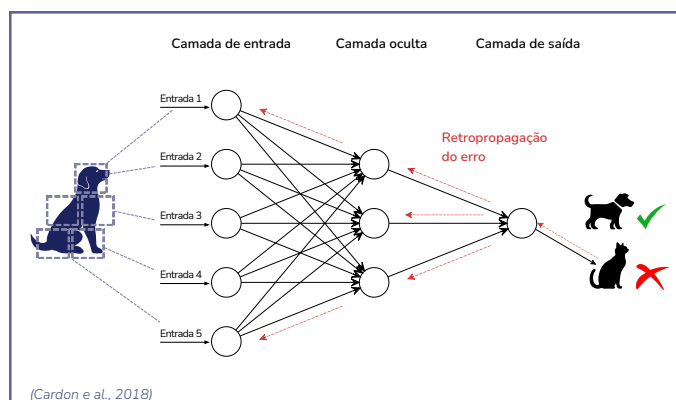 Camada de entrada
Camada oculta
Camada de saída
Entrada 1
Entrada 2
Entrada 3
Entrada 4
Entrada 5
Retropropagação
do erro
(Cardon e al., 2018)